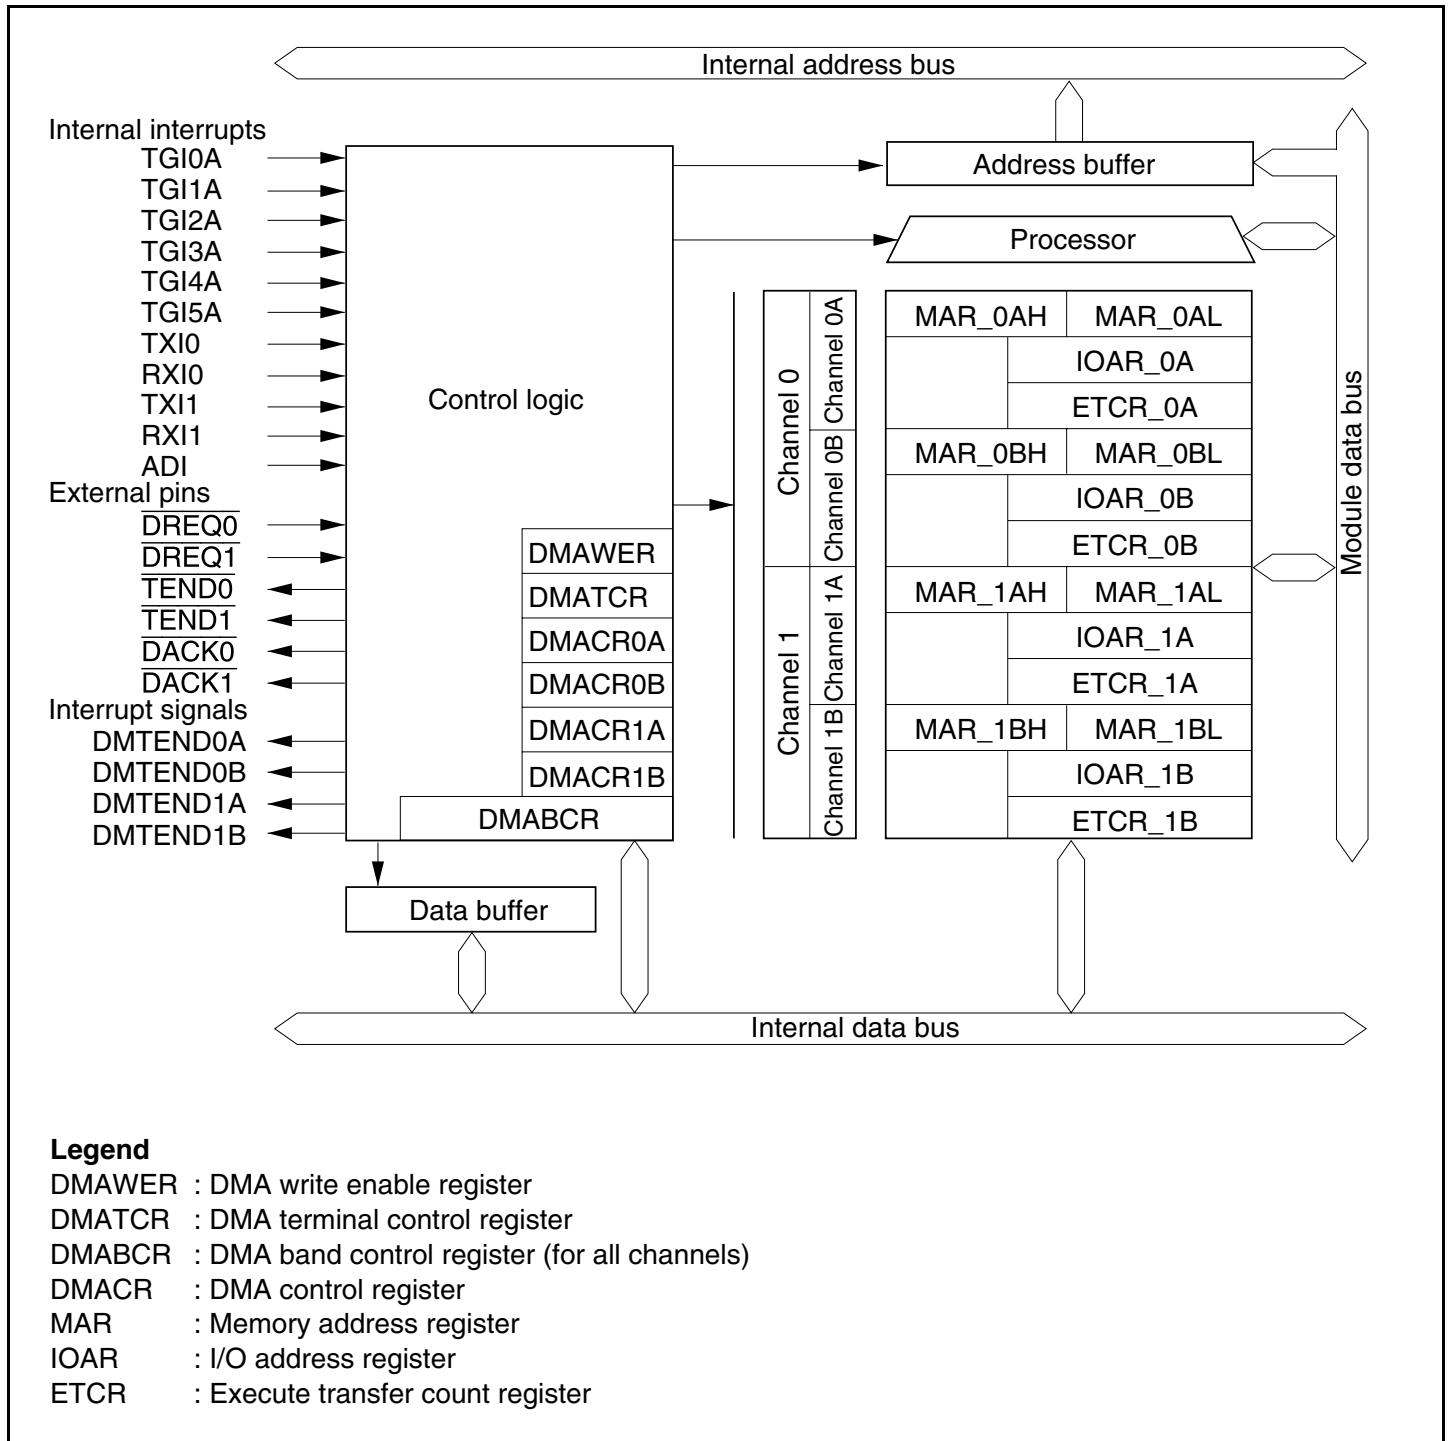 Internal address bus
Internal interrupts
TGI0A
TGI1A
TGI2A
TGI3A
TGI4A
TGI5A
TXI0
RXI0
TXI1
RXI1
ADI
External pins
DREQ0
DREQ1
TEND0
TEND1
DACK0
DACK1
Interrupt signals
DMTEND0A
DMTEND0B
DMTEND1A
DMTEND1B
Control logic
DMAWER
DMATCR
DMACR0A
DMACR0B
DMACR1A
DMACR1B
DMABCR
Data buffer
Address buffer
Processor
Channel 0
Channel 0A
Channel 0B
Channel 1
Channel 1A
Channel 1B
MAR_0AH MAR_0AL
IOAR_0A
ETCR_0A
MAR_0BH MAR_0BL
IOAR_0B
ETCR_0B
MAR_1AH MAR_1AL
IOAR_1A
ETCR_1A
MAR_1BH MAR_1BL
IOAR_1B
ETCR_1B
Module data bus
Internal data bus
Legend
DMAWER : DMA write enable register
DMATCR : DMA terminal control register
DMABCR : DMA band control register (for all channels)
DMACR : DMA control register
MAR : Memory address register
IOAR : I/O address register
ETCR : Execute transfer count register